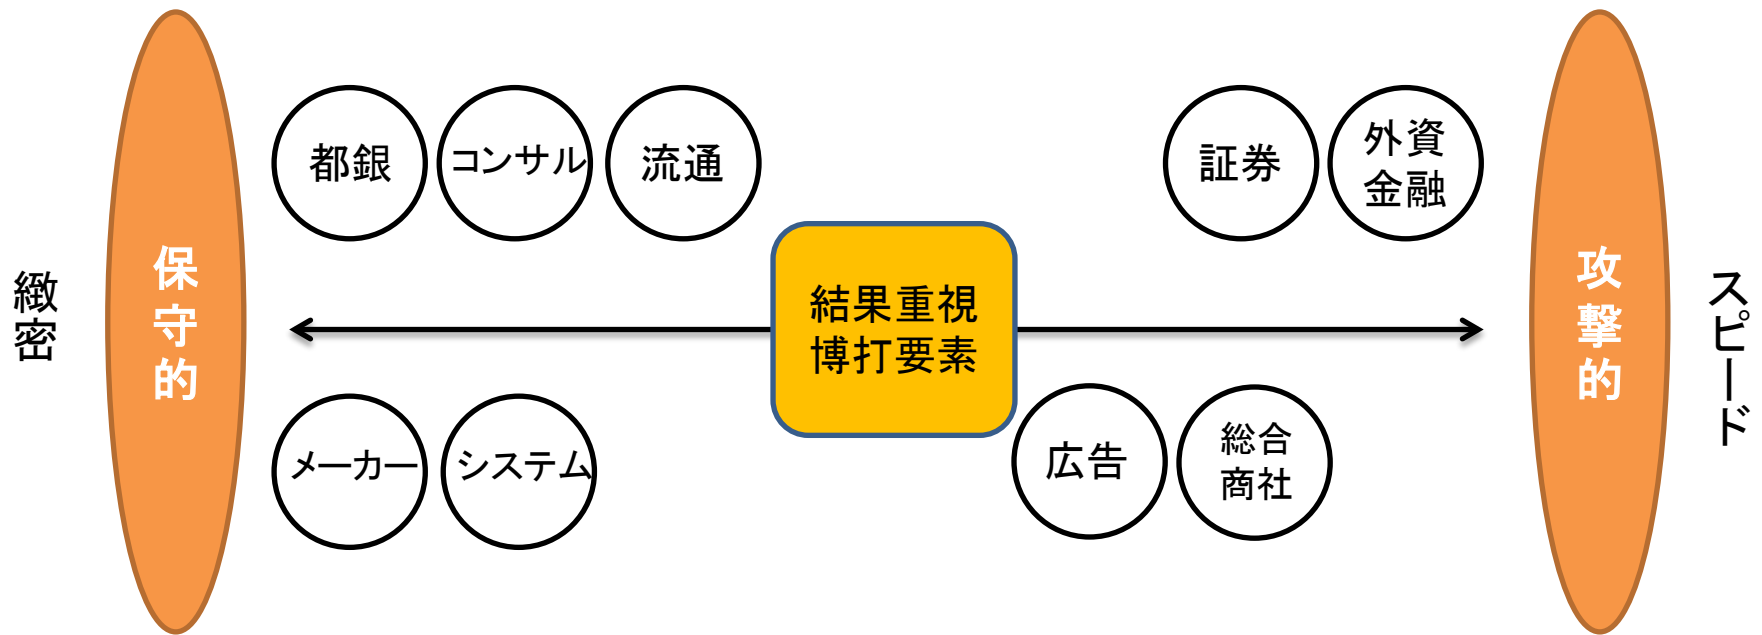 緻密
保守的
都銀
コンサル
流通
証券
外資
金融
結果重視
博打要素
メーカー
システム
広告
総合
商社
攻撃的
スピード